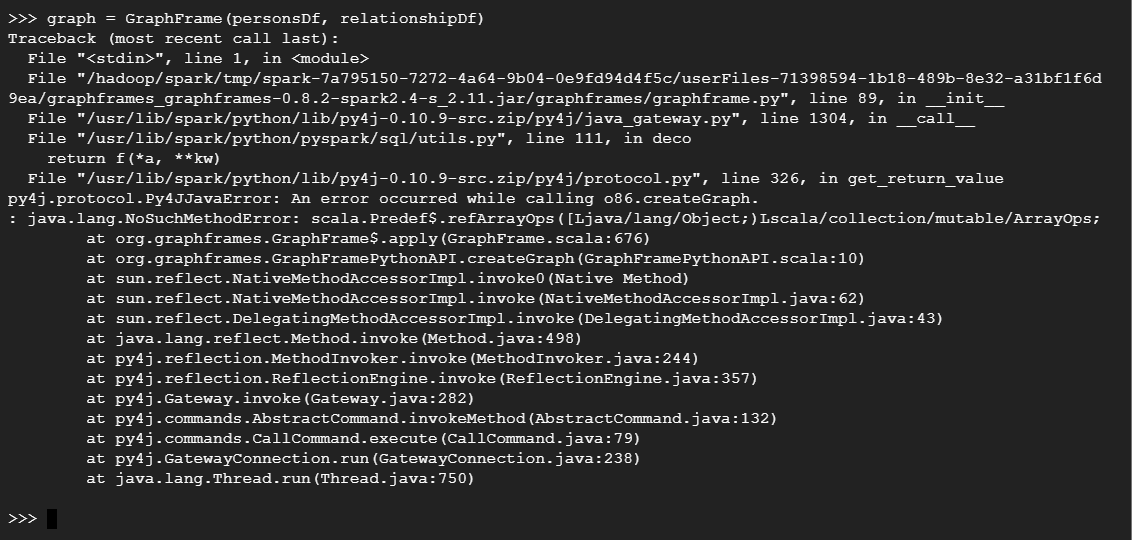 >>> graph = GraphFrame(personsDf, relationshipDf)
Traceback (most recent call last):
  File "<stdin>", line 1, in <module>
  File "/hadoop/spark/tmp/spark-7a795150-7272-4a64-9b04-0e9fd94d4f5c/userFiles-71398594-1b18-489b-8e32-a31bf1f6d
9ea/graphframes_graphframes-0.8.2-spark2.4-s_2.11.jar/graphframes/graphframe.py", line 89, in __init__
  File "/usr/lib/spark/python/lib/py4j-0.10.9-src.zip/py4j/java_gateway.py", line 1304, in __call__
  File "/usr/lib/spark/python/pyspark/sql/utils.py", line 111, in deco
    return f(*a, **kw)
  File "/usr/lib/spark/python/lib/py4j-0.10.9-src.zip/py4j/protocol.py", line 326, in get_return_value
py4j.protocol.Py4JJavaError: An error occurred while calling o86.createGraph.
: java.lang.NoSuchMethodError: scala.Predef$.refArrayOps([Ljava/lang/Object;)Lscala/collection/mutable/ArrayOps;
        at org.graphframes.GraphFrame$.apply(GraphFrame.scala:676)
        at org.graphframes.GraphFramePythonAPI.createGraph(GraphFramePythonAPI.scala:10)
        at sun.reflect.NativeMethodAccessorImpl.invoke0(Native Method)
        at sun.reflect.NativeMethodAccessorImpl.invoke(NativeMethodAccessorImpl.java:62)
        at sun.reflect.DelegatingMethodAccessorImpl.invoke(DelegatingMethodAccessorImpl.java:43)
        at java.lang.reflect.Method.invoke(Method.java:498)
        at py4j.reflection.MethodInvoker.invoke(MethodInvoker.java:244)
        at py4j.reflection.ReflectionEngine.invoke(ReflectionEngine.java:357)
        at py4j.Gateway.invoke(Gateway.java:282)
        at py4j.commands.AbstractCommand.invokeMethod(AbstractCommand.java:132)
        at py4j.commands.CallCommand.execute(CallCommand.java:79)
        at py4j.GatewayConnection.run(GatewayConnection.java:238)
        at java.lang.Thread.run(Thread.java:750)
>>>